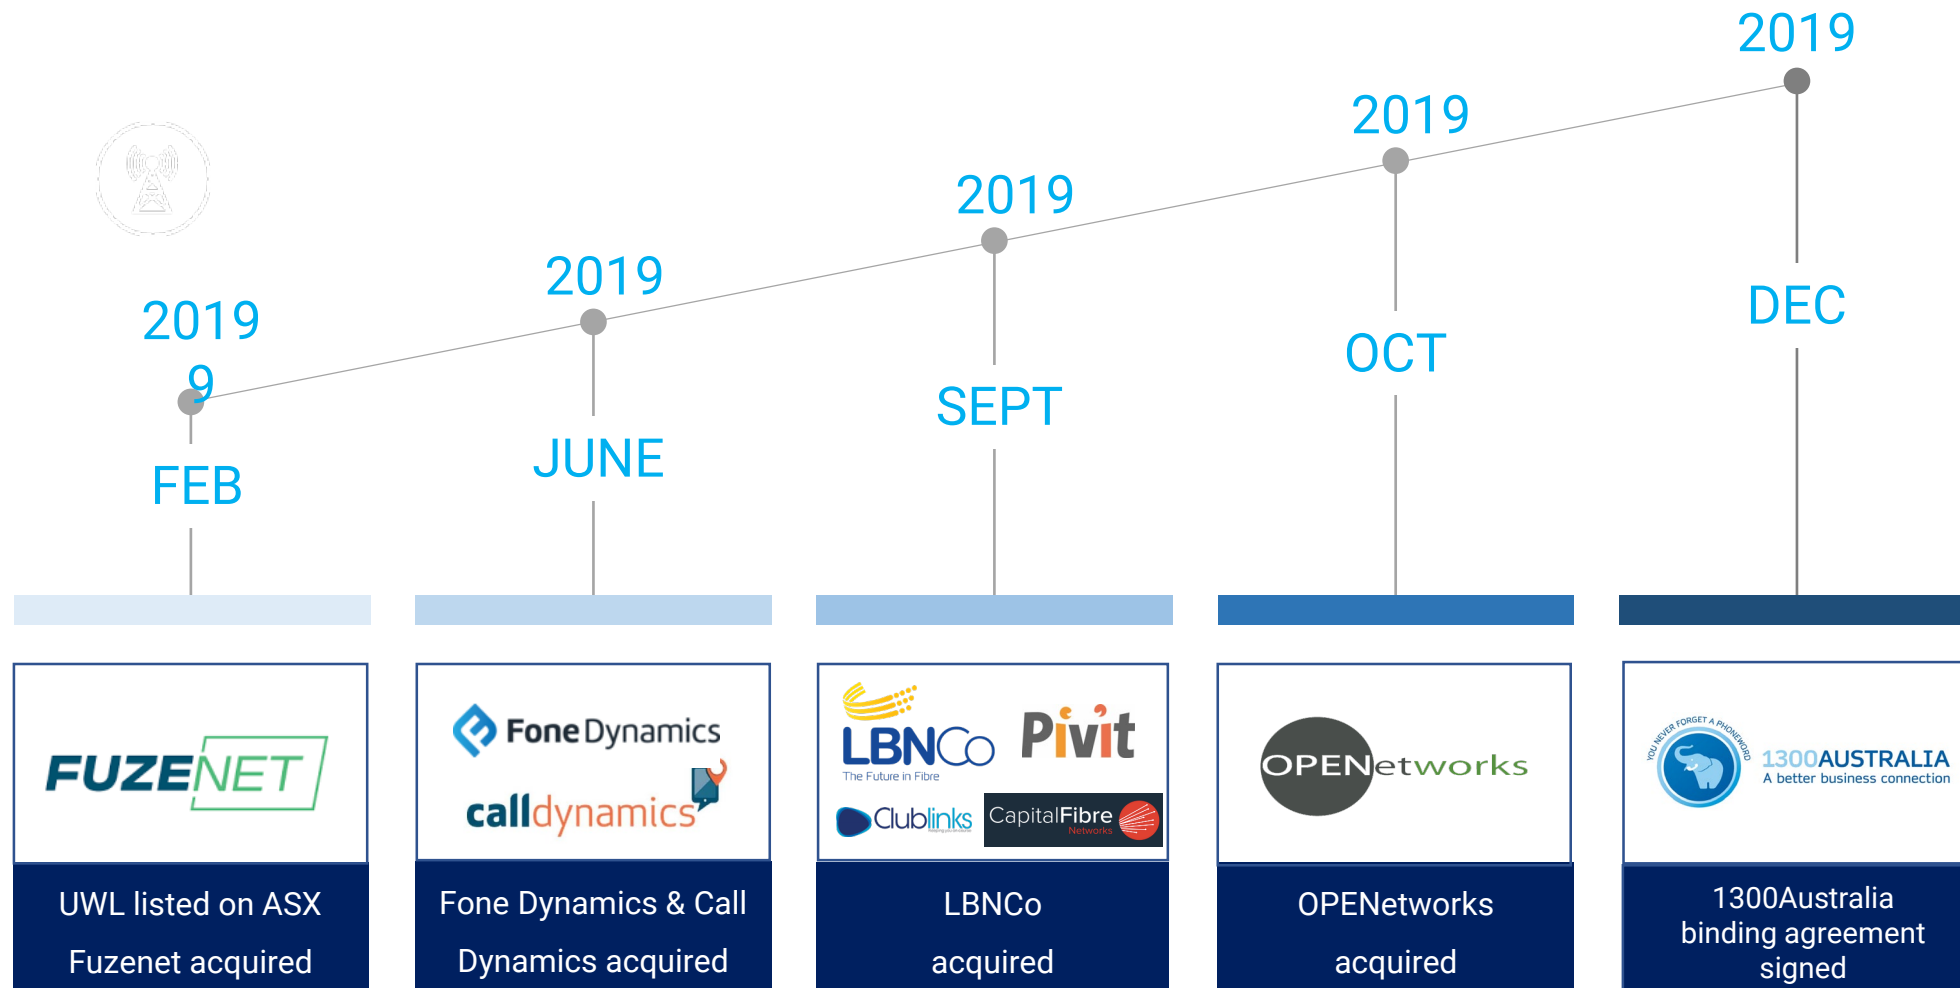 2019
2019
2019
2019
2019
9
FEB
JUNE
SEPT
OCT
DEC
FUZENET
FoneDynamics
calldynamics
LBNCo
The Future in Fibre
Pivit
Clublinks
CapitalFibre
Networks
OPENetworks
YOU NEVER FORGET A PHONEWORD
1300AUSTRALIA
A better business connection
UWL listed on ASX
Fuzenet acquired
Fone Dynamics & Call
Dynamics acquired
LBNCo
acquired
OPENetworks
acquired
1300Australia
binding agreement
signed